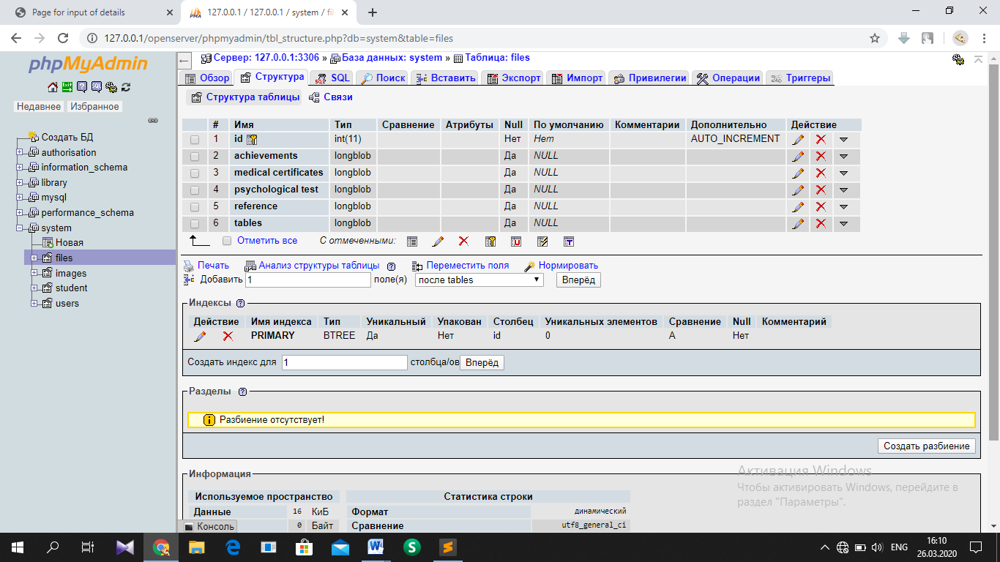 Page for input of details
127.0.0.1 / 127.0.0.1 / system / fil
127.0.0.1/openserver/phpmyadmin/tbl_structure.php?db=system&table=files
phpMyAdmin
Недавнее Избранное
Создать БД
authorisation
information_schema
library
mysql
performance_schema
system
Новая
files
images
student
users
Сервер: 127.0.0.1:3306 » База данных: system » Таблица: files
Обзор Структура SQL Поиск Вставить Экспорт Импорт Привилегии Операции Триггеры
Структура таблицы Связи
# Имя Тип Сравнение Атрибуты Null По умолчанию Комментарии Дополнительно Действие
1 id int(11) Нет Нет AUTO_INCREMENT
2 achievements longblob Да NULL
3 medical certificates longblob Да NULL
4 psychological test longblob Да NULL
5 reference longblob Да NULL
6 tables longblob Да NULL
Отметить все С отмеченными:
Печать Анализ структуры таблицы Переместить поля Нормировать
Добавить 1 поле(я) после tables Вперёд
Индексы
Действие Имя индекса Тип Уникальный Упакован Столбец Уникальных элементов Сравнение Null Комментарий
PRIMARY BTREE Да Нет id 0 A Нет
Создать индекс для 1 столбца/ов Вперёд
Разделы
Разбиение отсутствует!
Создать разбиение
Информация
Используемое пространство Статистика строки
Данные 16 КиБ Формат динамический
0 Байт Сравнение utf8_general_ci
Консоль
Активация Windows
Чтобы активировать Windows, перейдите в
раздел "Параметры".
ENG
16:10
26.03.2020